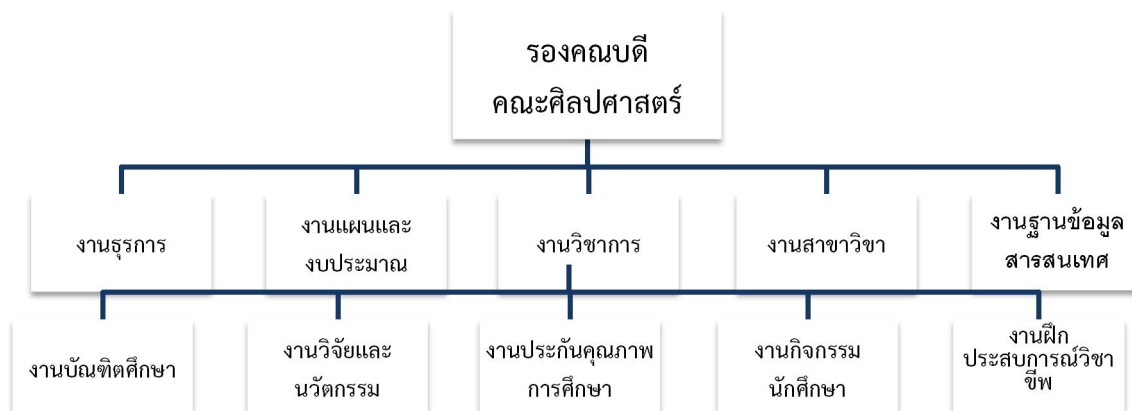 รองคณบดี
คณะศิลปศาสตร์
งานธุรการ
งานแผนและ
งบประมาณ
งานวิชาการ
งานสาขาวิขา
งานฐานข้อมูล
สารสนเทศ
งานบัณฑิตศึกษา
งานวิจัยและ
นวัตกรรม
งานประกันคุณภาพ
การศึกษา
งานกิจกรรม
นักศึกษา
งานฝึก
ประสบการณ์วิชา
ขีพ